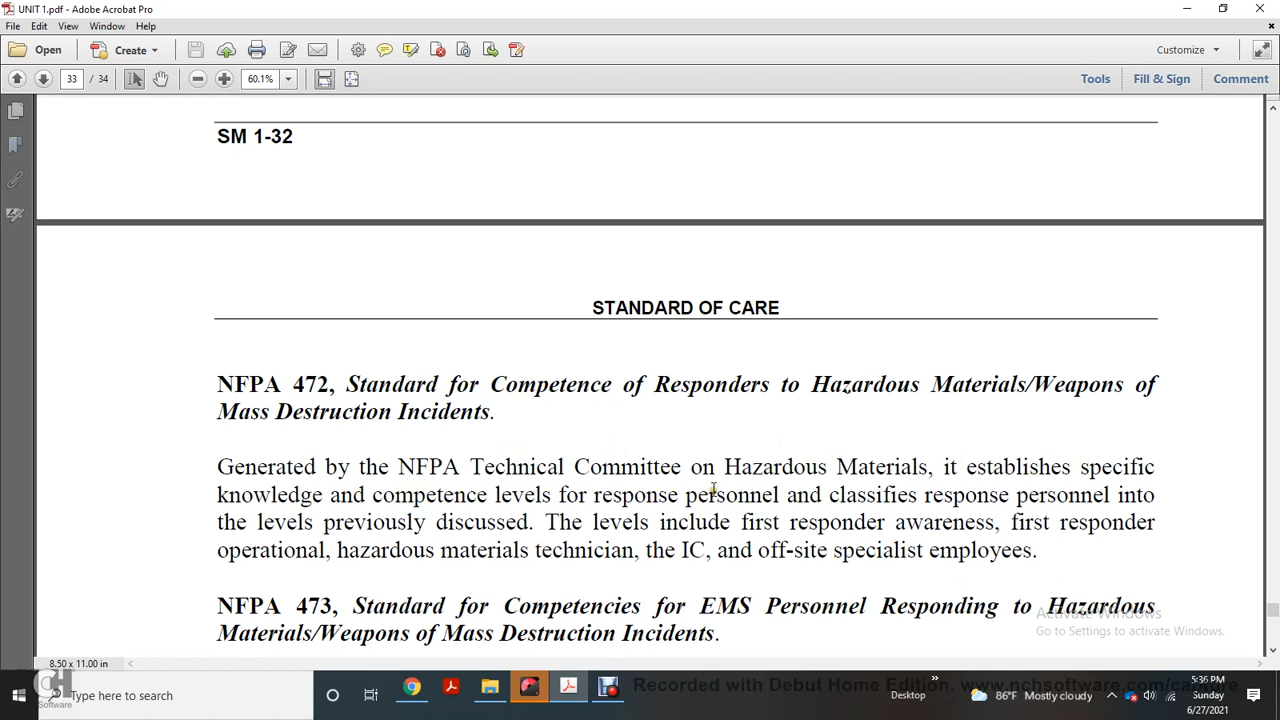 UNIT 1.pdf - Adobe Acrobat Pro
File Edit View Window Help
Open Create Customize
33 / 34 60.1% Tools Fill & Sign Comment
SM 1-32
STANDARD OF CARE
NFPA 472, Standard for Competence of Responders to Hazardous Materials/Weapons of
Mass Destruction Incidents.
Generated by the NFPA Technical Committee on Hazardous Materials, it establishes specific
knowledge and competence levels for response personnel and classifies response personnel into
the levels previously discussed. The levels include first responder awareness, first responder
operational, hazardous materials technician, the IC, and off-site specialist employees.
NFPA 473, Standard for Competencies for EMS Personnel Responding to Hazardous
Materials/Weapons of Mass Destruction Incidents.
Activate Windows
Go to Settings to activate Windows.
8.50 x 11.00 in
Type here to search
Software
Recorded with Debut Home Edition. www.nchsoftware.com/capture
Desktop
86°F Mostly cloudy
5:36 PM
Sunday
6/27/2021